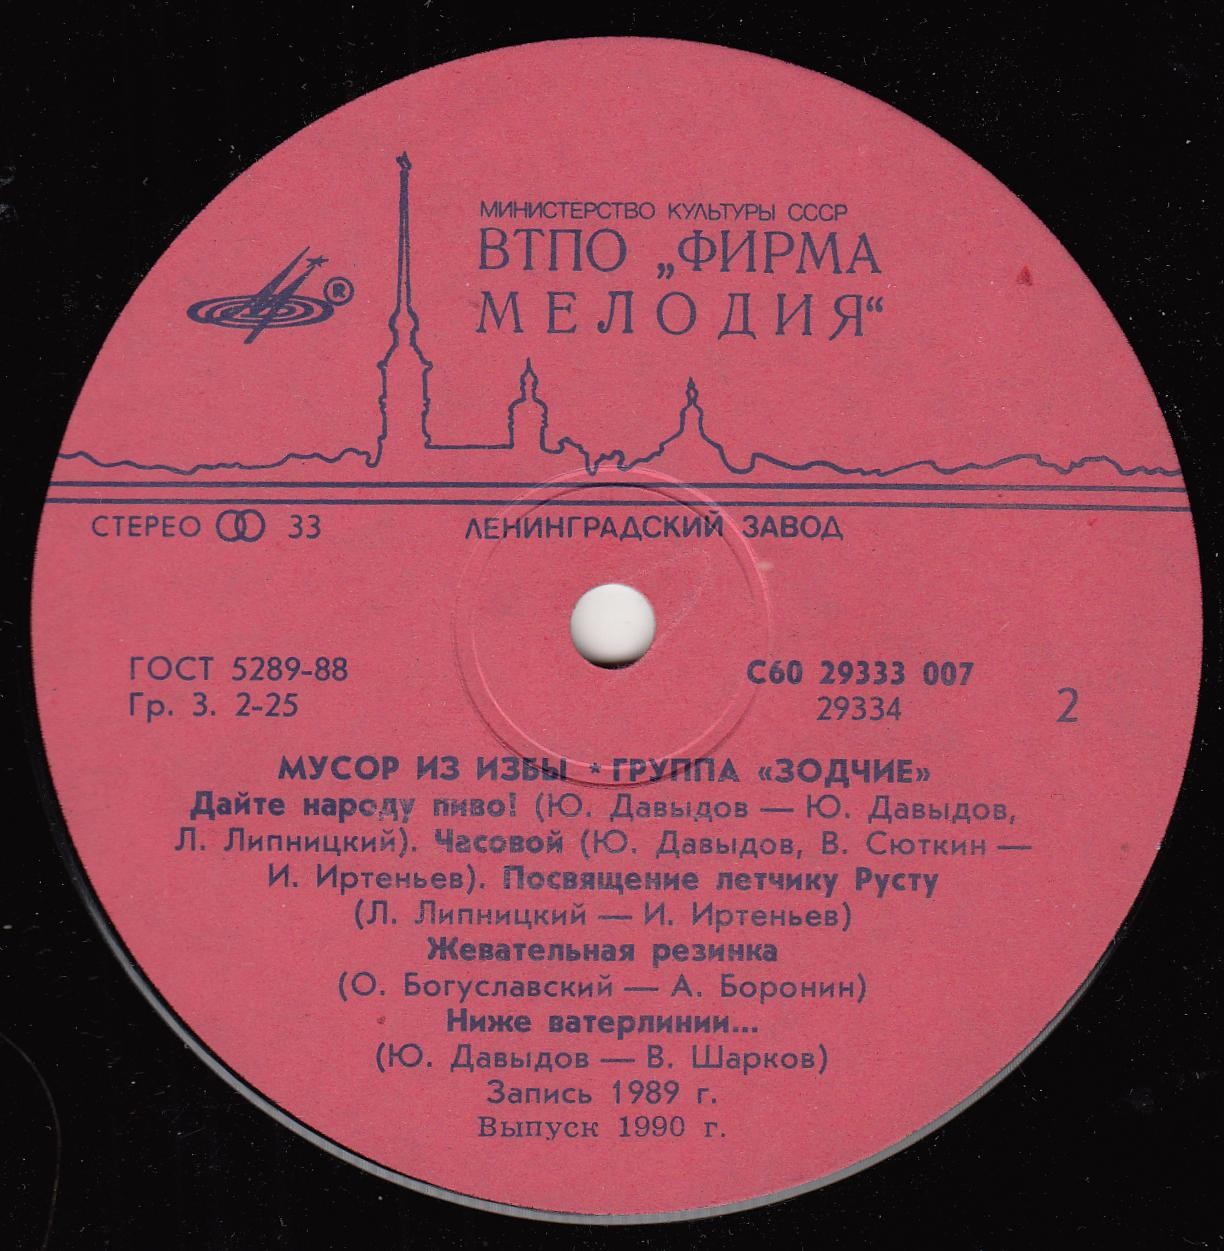 МИНИСТЕРСТВО КУЛЬТУРЫ СССР
ВТПО „ФИРМА
МЕЛОДИЯ“
®
СТЕРЕО 33
ЛЕНИНГРАДСКИЙ ЗАВОД
ГОСТ 5289-88
Гр. 3. 2-25
С60 29333 007
29334
2
МУСОР ИЗ ИЗБЫ * ГРУППА «ЗОДЧИЕ»
Дайте народу пиво! (Ю. Давыдов — Ю. Давыдов,
Л. Липницкий). Часовой (Ю. Давыдов, В. Сюткин —
И. Иртеньев). Посвящение летчику Русту
(Л. Липницкий — И. Иртеньев)
Жевательная резинка
(О. Богуславский — А. Воронин)
Ниже ватерлинии...
(Ю. Давыдов — В. Шарков)
Запись 1989 г.
Выпуск 1990 г.